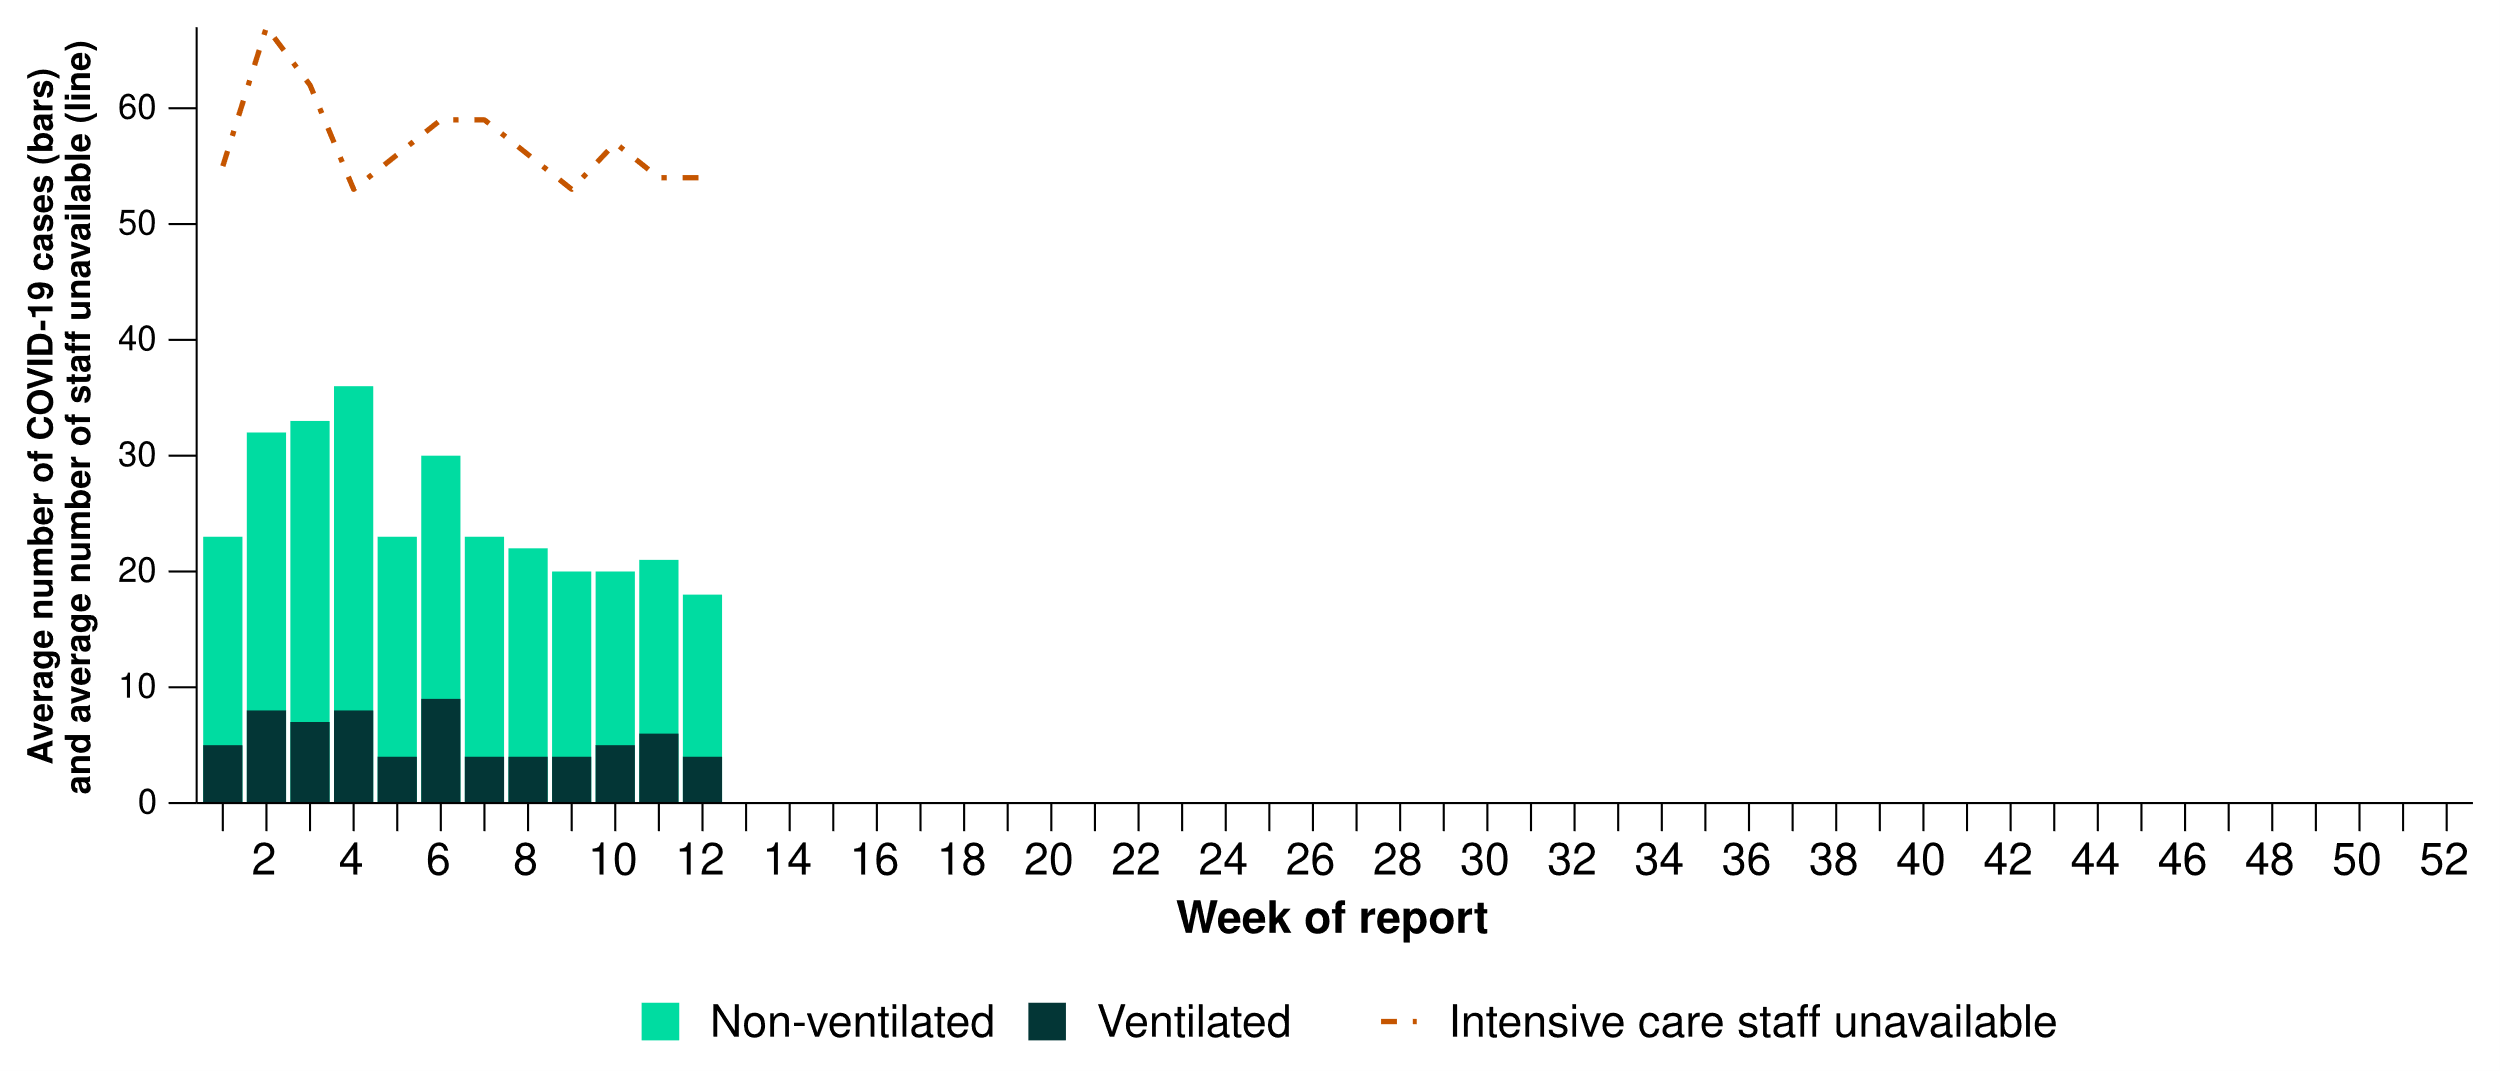 Average number of COVID-19 cases (bars)
and average number of staff unavailable (line)
60
50
40
30
20
10
0
2 4 6 8 10 12 14 16 18 20 22 24 26 28 30 32 34 36 38 40 42 44 46 48 50 52
Week of report
Non-ventilated Ventilated Intensive care staff unavailable